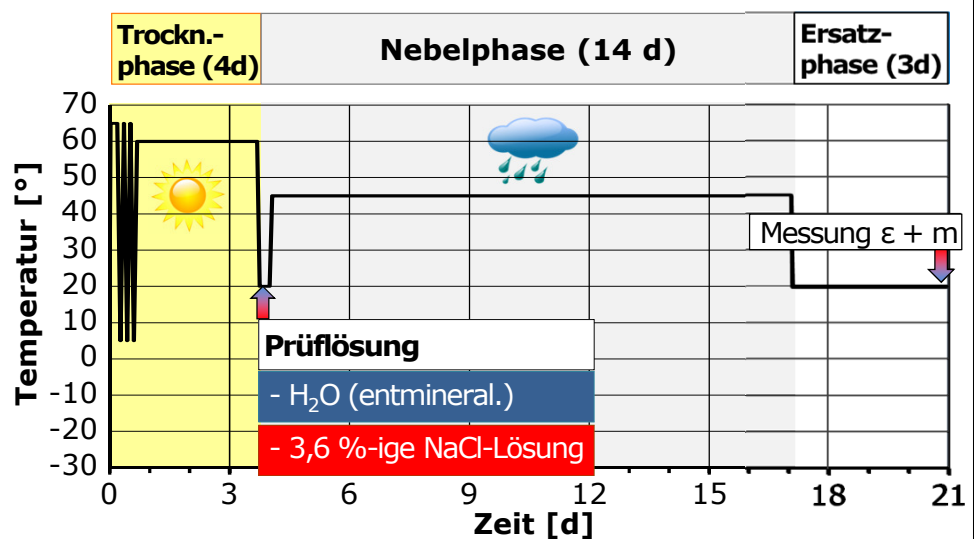 Trockn.-
phase (4d)
Nebelphase (14 d)
Ersatz-
phase (3d)
70
60
50
40
30
20
10
0
-10
-20
-30
Temperatur [°]
Messung ε + m
Prüflösung
- H₂O (entmineral.)
- 3,6 %-ige NaCl-Lösung
0
3
6
9
12
15
18
21
Zeit [d]